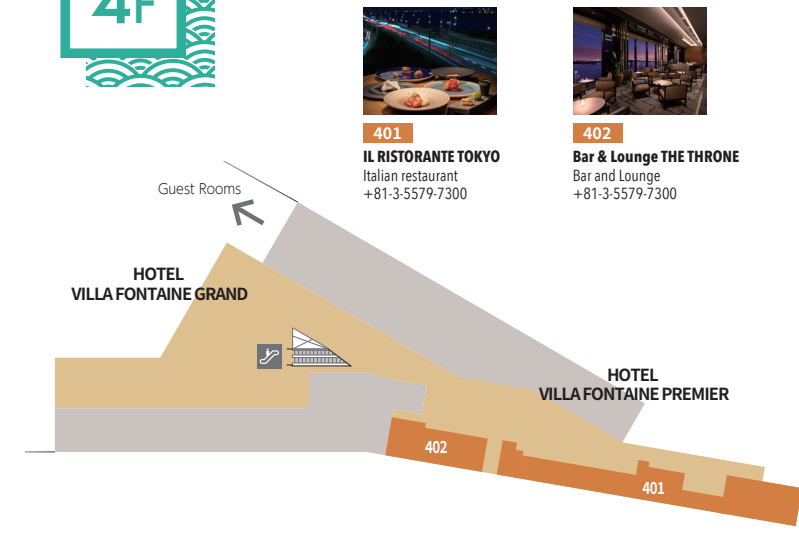 4F
401
IL RISTORANTE TOKYO
Italian restaurant
+81-3-5579-7300
402
Bar & Lounge THE THRONE
Bar and Lounge
+81-3-5579-7300
Guest Rooms
HOTEL
VILLA FONTAINE GRAND
HOTEL
VILLA FONTAINE PREMIER
402
401